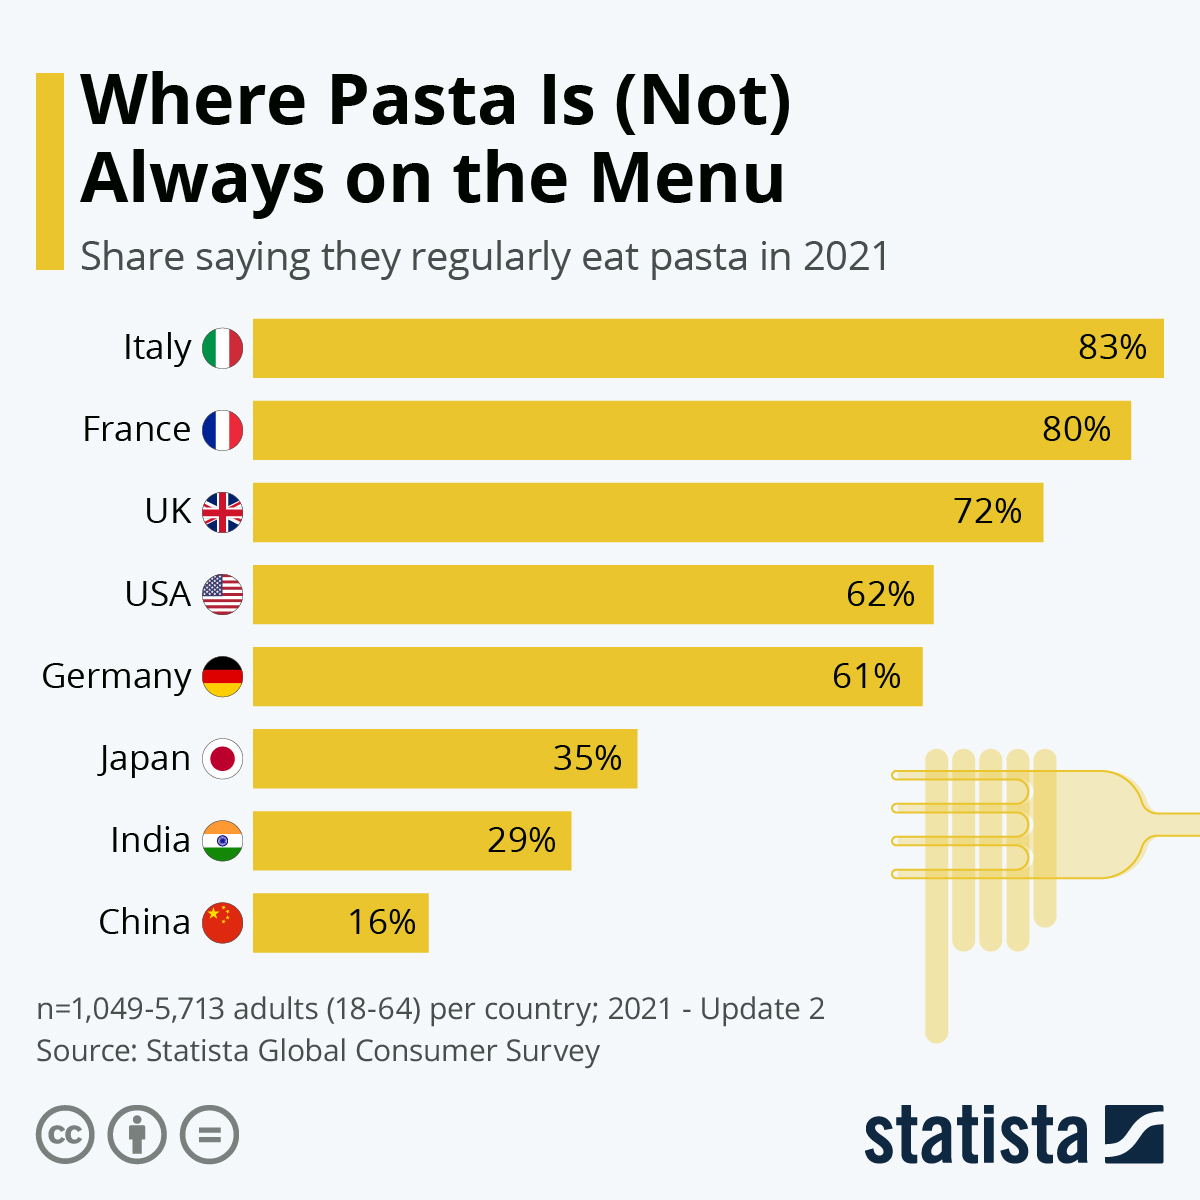 Where Pasta Is (Not)
Always on the Menu
Share saying they regularly eat pasta in 2021
Italy 83%
France 80%
UK 72%
USA 62%
Germany 61%
Japan 35%
India 29%
China 16%
n=1,049-5,713 adults (18-64) per country; 2021 - Update 2
Source: Statista Global Consumer Survey
cc
statista